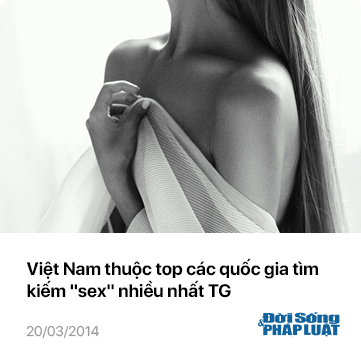 Việt Nam thuộc top các quốc gia tìm
kiếm "sex" nhiều nhất TG
20/03/2014
Đời Sống
& PHÁP LUẬT